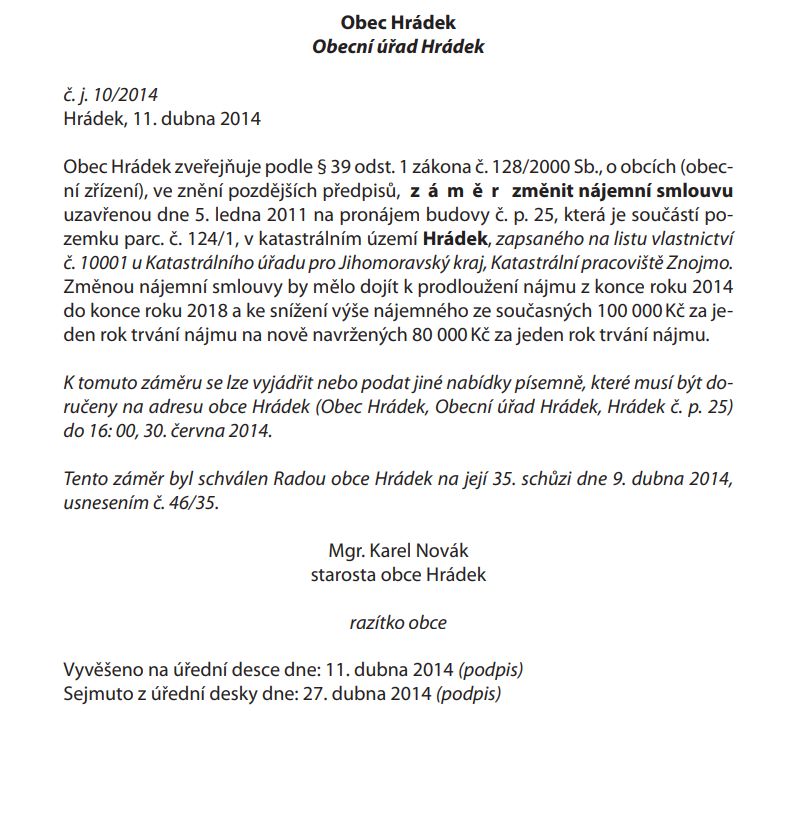 Obec Hrádek
Obecní úřad Hrádek
č. j. 10/2014
Hrádek, 11. dubna 2014
Obec Hrádek zveřejňuje podle § 39 odst. 1 zákona č. 128/2000 Sb., o obcích (obec-
ní zřízení), ve znění pozdějších předpisů, z á m ě r změnit nájemní smlouvu
uzavřenou dne 5. ledna 2011 na pronájem budovy č. p. 25, která je součástí po-
zemku parc. č. 124/1, v katastrálním území Hrádek, zapsaného na listu vlastnictví
č. 10001 u Katastrálního úřadu pro Jihomoravský kraj, Katastrální pracoviště Znojmo.
Změnou nájemní smlouvy by mělo dojít k prodloužení nájmu z konce roku 2014
do konce roku 2018 a ke snížení výše nájemného ze současných 100 000 Kč za je-
den rok trvání nájmu na nově navržených 80 000 Kč za jeden rok trvání nájmu.
K tomuto záměru se lze vyjádřit nebo podat jiné nabídky písemně, které musí být do-
ručeny na adresu obce Hrádek (Obec Hrádek, Obecní úřad Hrádek, Hrádek č. p. 25)
do 16: 00, 30. června 2014.
Tento záměr byl schválen Radou obce Hrádek na její 35. schůzi dne 9. dubna 2014,
usnesením č. 46/35.
Mgr. Karel Novák
starosta obce Hrádek
razítko obce
Vyvěšeno na úřední desce dne: 11. dubna 2014 (podpis)
Sejmuto z úřední desky dne: 27. dubna 2014 (podpis)